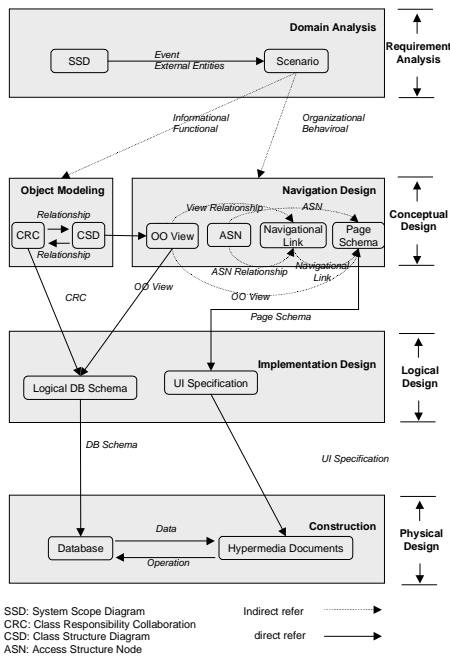 Domain Analysis
Requirement
Analysis
SSD
Event
External Entities
Scenario
Informational
Functional
Organizational
Behaviroal
Object Modeling
Navigation Design
Conceptual
Design
Relationship
CRC
CSD
Relationship
View Relationship
ASN
OO View
ASN
Navigational
Link
Page
Schema
ASN Relationship
Navigational
Link
OO View
CRC
OO View
Page Schema
Implementation Design
Logical
Design
Logical DB Schema
UI Specification
DB Schema
UI Specification
Construction
Physical
Design
Database
Data
Operation
Hypermedia Documents
SSD: System Scope Diagram
CRC: Class Responsibility Collaboration
CSD: Class Structure Diagram
ASN: Access Structure Node
Indirect refer
direct refer